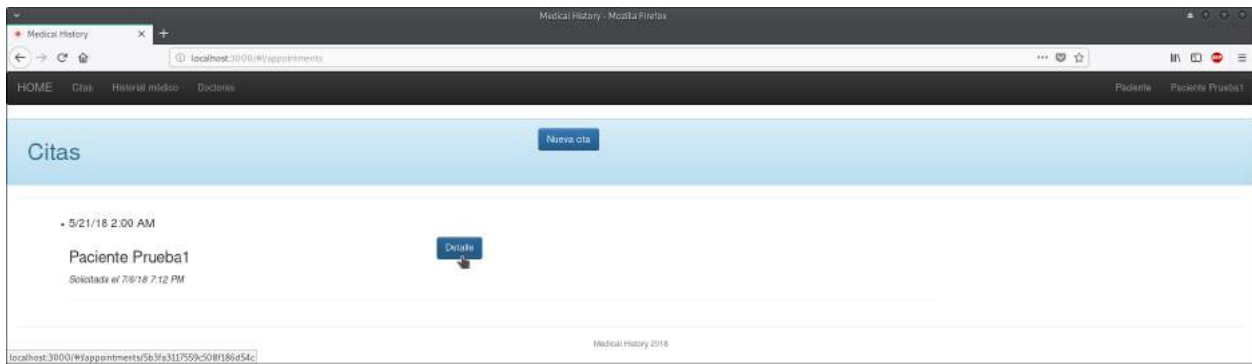 Medical History - Mozilla Firefox
Medical History
localhost:3000/#!/appointments
HOME Citas Historial médico Doctores Paciente Paciente Prueba1
Nueva cita
Citas
5/21/18 2:00 AM
Detalle
Paciente Prueba1
Solicitada el 7/6/18 7:12 PM
Medical History 2018
localhost:3000/#!/appointments/5b3fa3117559c508f186d54c